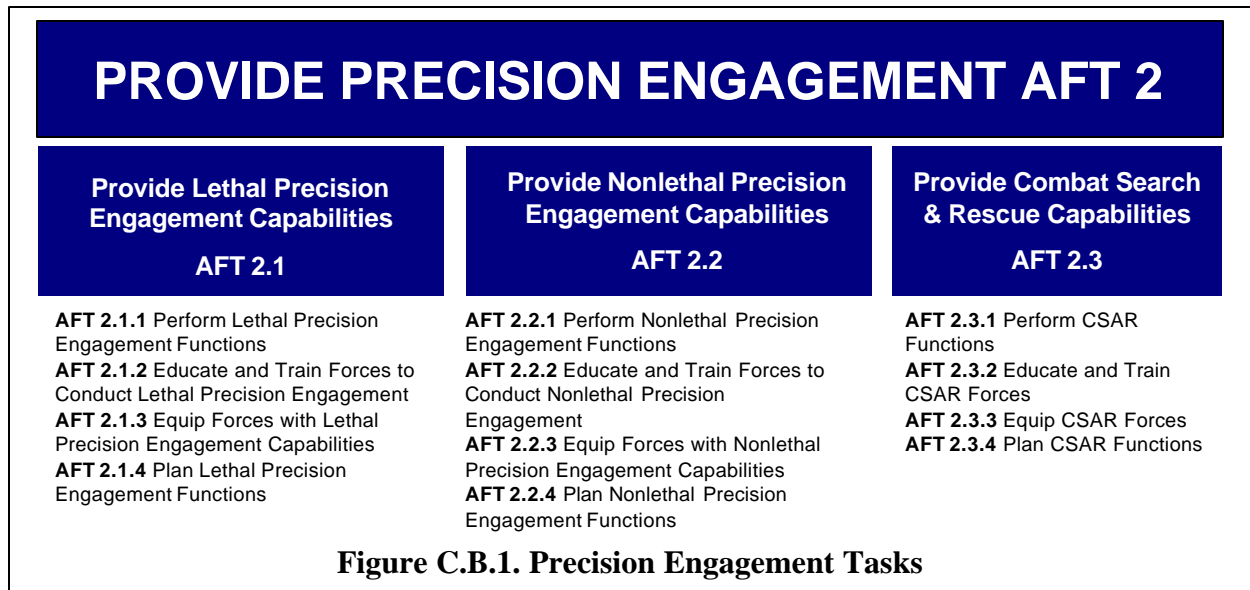 PROVIDE PRECISION ENGAGEMENT AFT 2
Provide Lethal Precision
Engagement Capabilities
AFT 2.1
AFT 2.1.1 Perform Lethal Precision
Engagement Functions
AFT 2.1.2 Educate and Train Forces to
Conduct Lethal Precision Engagement
AFT 2.1.3 Equip Forces with Lethal
Precision Engagement Capabilities
AFT 2.1.4 Plan Lethal Precision
Engagement Functions
Provide Nonlethal Precision
Engagement Capabilities
AFT 2.2
AFT 2.2.1 Perform Nonlethal Precision
Engagement Functions
AFT 2.2.2 Educate and Train Forces to
Conduct Nonlethal Precision
Engagement
AFT 2.2.3 Equip Forces with Nonlethal
Precision Engagement Capabilities
AFT 2.2.4 Plan Nonlethal Precision
Engagement Functions
Provide Combat Search
& Rescue Capabilities
AFT 2.3
AFT 2.3.1 Perform CSAR
Functions
AFT 2.3.2 Educate and Train
CSAR Forces
AFT 2.3.3 Equip CSAR Forces
AFT 2.3.4 Plan CSAR Functions
Figure C.B.1. Precision Engagement Tasks